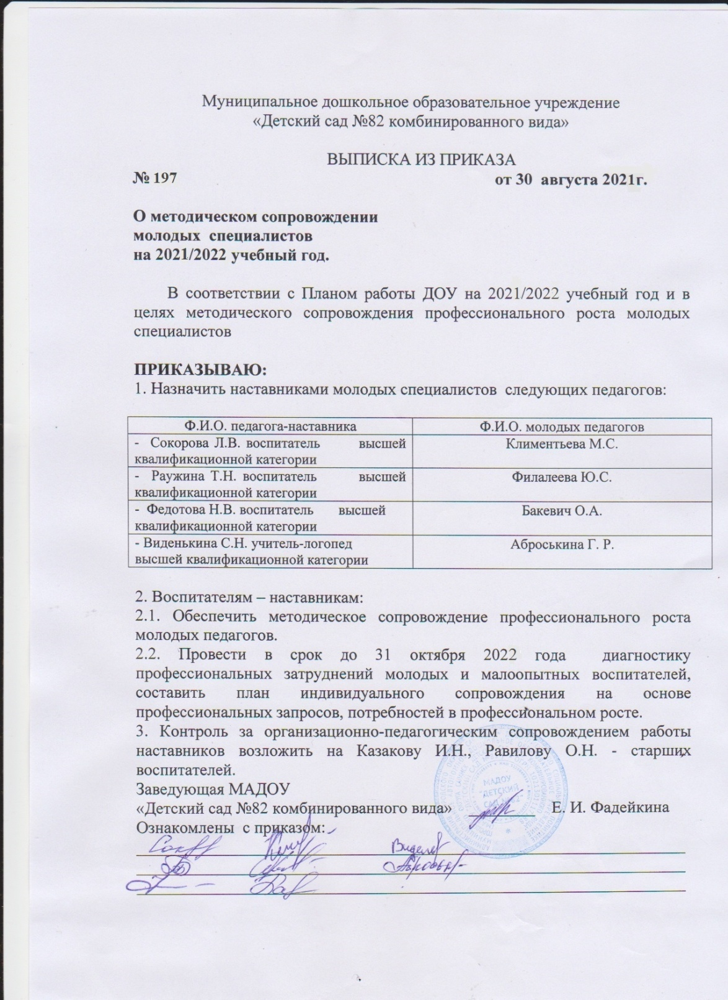 Муниципальное дошкольное образовательное учреждение
«Детский сад №82 комбинированного вида»
ВЫПИСКА ИЗ ПРИКАЗА
№ 197 от 30 августа 2021г.
О методическом сопровождении
молодых специалистов
на 2021/2022 учебный год.
В соответствии с Планом работы ДОУ на 2021/2022 учебный год и в
целях методического сопровождения профессионального роста молодых
специалистов
ПРИКАЗЫВАЮ:
1. Назначить наставниками молодых специалистов следующих педагогов:
Ф.И.О. педагога-наставника Ф.И.О. молодых педагогов
- Сокорова Л.В. воспитатель высшей Климентьева М.С.
квалификационной категории
- Раужина Т.Н. воспитатель высшей Филалеева Ю.С.
квалификационной категории
- Федотова Н.В. воспитатель высшей Бакевич О.А.
квалификационной категории
- Виденькина С.Н. учитель-логопед Аброськина Г. Р.
высшей квалификационной категории
2. Воспитателям – наставникам:
2.1. Обеспечить методическое сопровождение профессионального роста
молодых педагогов.
2.2. Провести в срок до 31 октября 2022 года диагностику
профессиональных затруднений молодых и малоопытных воспитателей,
составить план индивидуального сопровождения на основе
профессиональных запросов, потребностей в профессиональном росте.
3. Контроль за организационно-педагогическим сопровождением работы
наставников возложить на Казакову И.Н., Равилову О.Н. - старших
воспитателей.
Заведующая МАДОУ
«Детский сад №82 комбинированного вида» Е. И. Фадейкина
Ознакомлены с приказом:
МАДОУ
"ДЕТСКИЙ
САД №82"